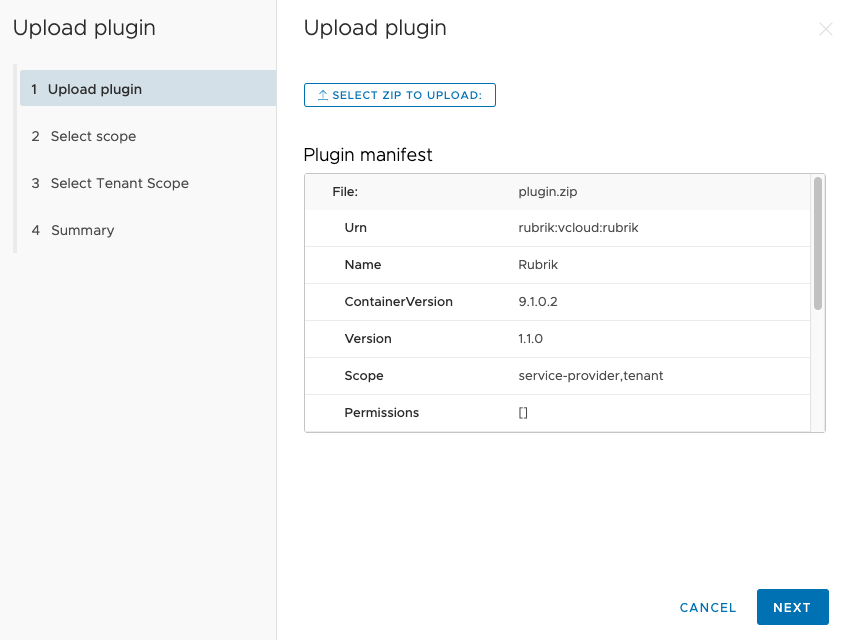 Upload plugin
1 Upload plugin
2 Select scope
3 Select Tenant Scope
4 Summary
Upload plugin
SELECT ZIP TO UPLOAD:
Plugin manifest
File: plugin.zip
Urn rubrik:vcloud:rubrik
Name Rubrik
ContainerVersion 9.1.0.2
Version 1.1.0
Scope service-provider,tenant
Permissions []
CANCEL NEXT